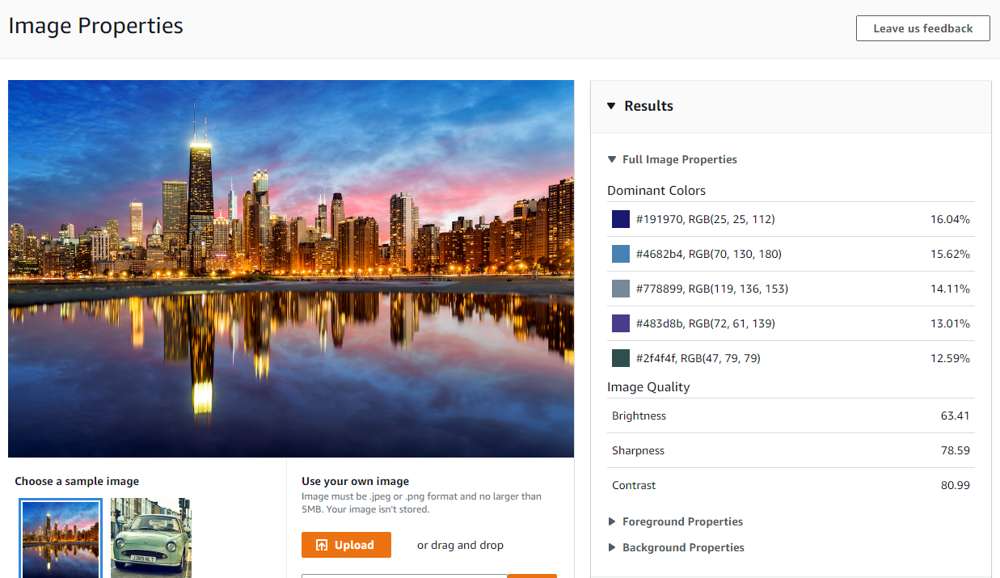 Image Properties
Leave us feedback
Results
Full Image Properties
Dominant Colors
#191970, RGB(25, 25, 112) 16.04%
#4682b4, RGB(70, 130, 180) 15.62%
#778899, RGB(119, 136, 153) 14.11%
#483d8b, RGB(72, 61, 139) 13.01%
#2f4f4f, RGB(47, 79, 79) 12.59%
Image Quality
Brightness 63.41
Sharpness 78.59
Contrast 80.99
Foreground Properties
Background Properties
Choose a sample image
J389 NLT
Use your own image
Image must be .jpeg or .png format and no larger than
5MB. Your image isn't stored.
Upload or drag and drop